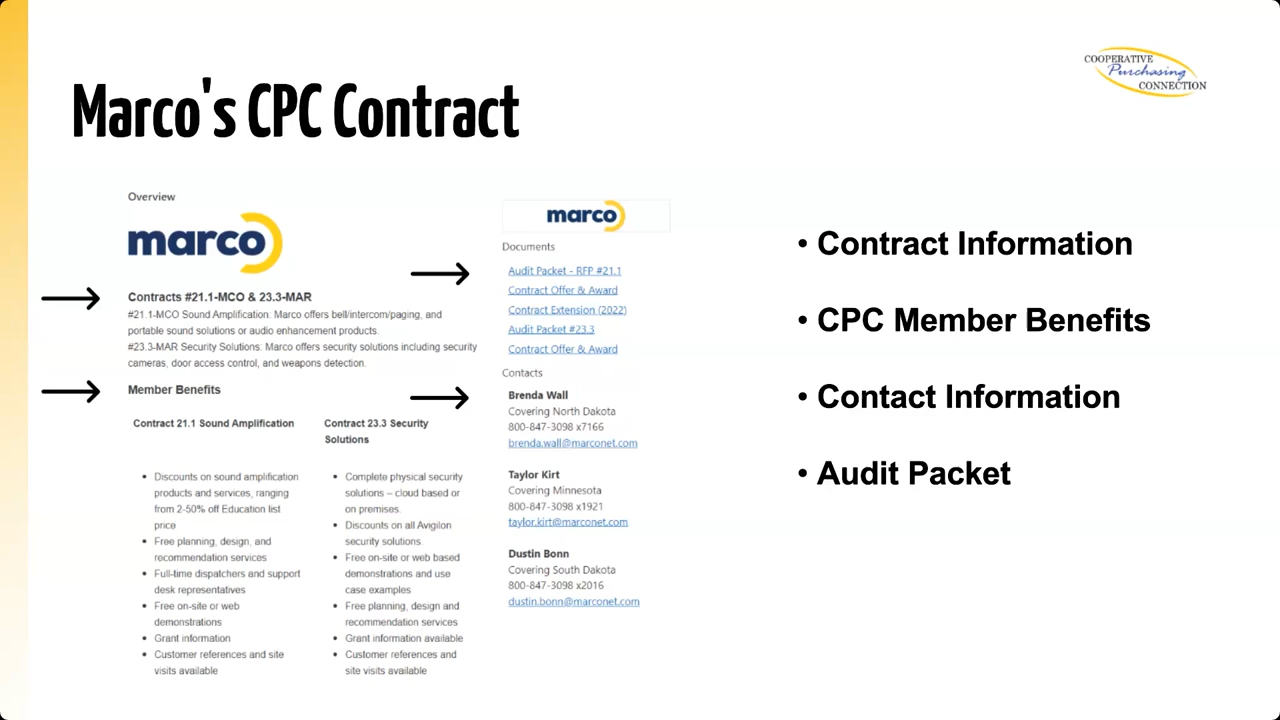 COOPERATIVE
Purchasing
CONNECTION
Marco's CPC Contract
Overview
marco
Contracts #21.1-MCO & 23.3-MAR
#21.1-MCO Sound Amplification: Marco offers bell/intercom/paging, and
portable sound solutions or audio enhancement products.
#23.3-MAR Security Solutions: Marco offers security solutions including security
cameras, door access control, and weapons detection.
Member Benefits
Contract 21.1 Sound Amplification
• Discounts on sound amplification
products and services, ranging
from 2-50% off Education list
price
• Free planning, design, and
recommendation services
• Full-time dispatchers and support
desk representatives
• Free on-site or web
demonstrations
• Grant information
• Customer references and site
visits available
Contract 23.3 Security
Solutions
• Complete physical security
solutions – cloud based or
on premises.
• Discounts on all Avigilon
security solutions.
• Free on-site or web based
demonstrations and use
case examples
• Free planning, design and
recommendation services
• Grant information available
• Customer references and
site visits available
marco
Documents
Audit Packet - RFP #21.1
Contract Offer & Award
Contract Extension (2022)
Audit Packet #23.3
Contract Offer & Award
Contacts
Brenda Wall
Covering North Dakota
800-847-3098 x7166
brenda.wall@marconet.com
Taylor Kirt
Covering Minnesota
800-847-3098 x1921
taylor.kirt@marconet.com
Dustin Bonn
Covering South Dakota
800-847-3098 x2016
dustin.bonn@marconet.com
• Contract Information
• CPC Member Benefits
• Contact Information
• Audit Packet